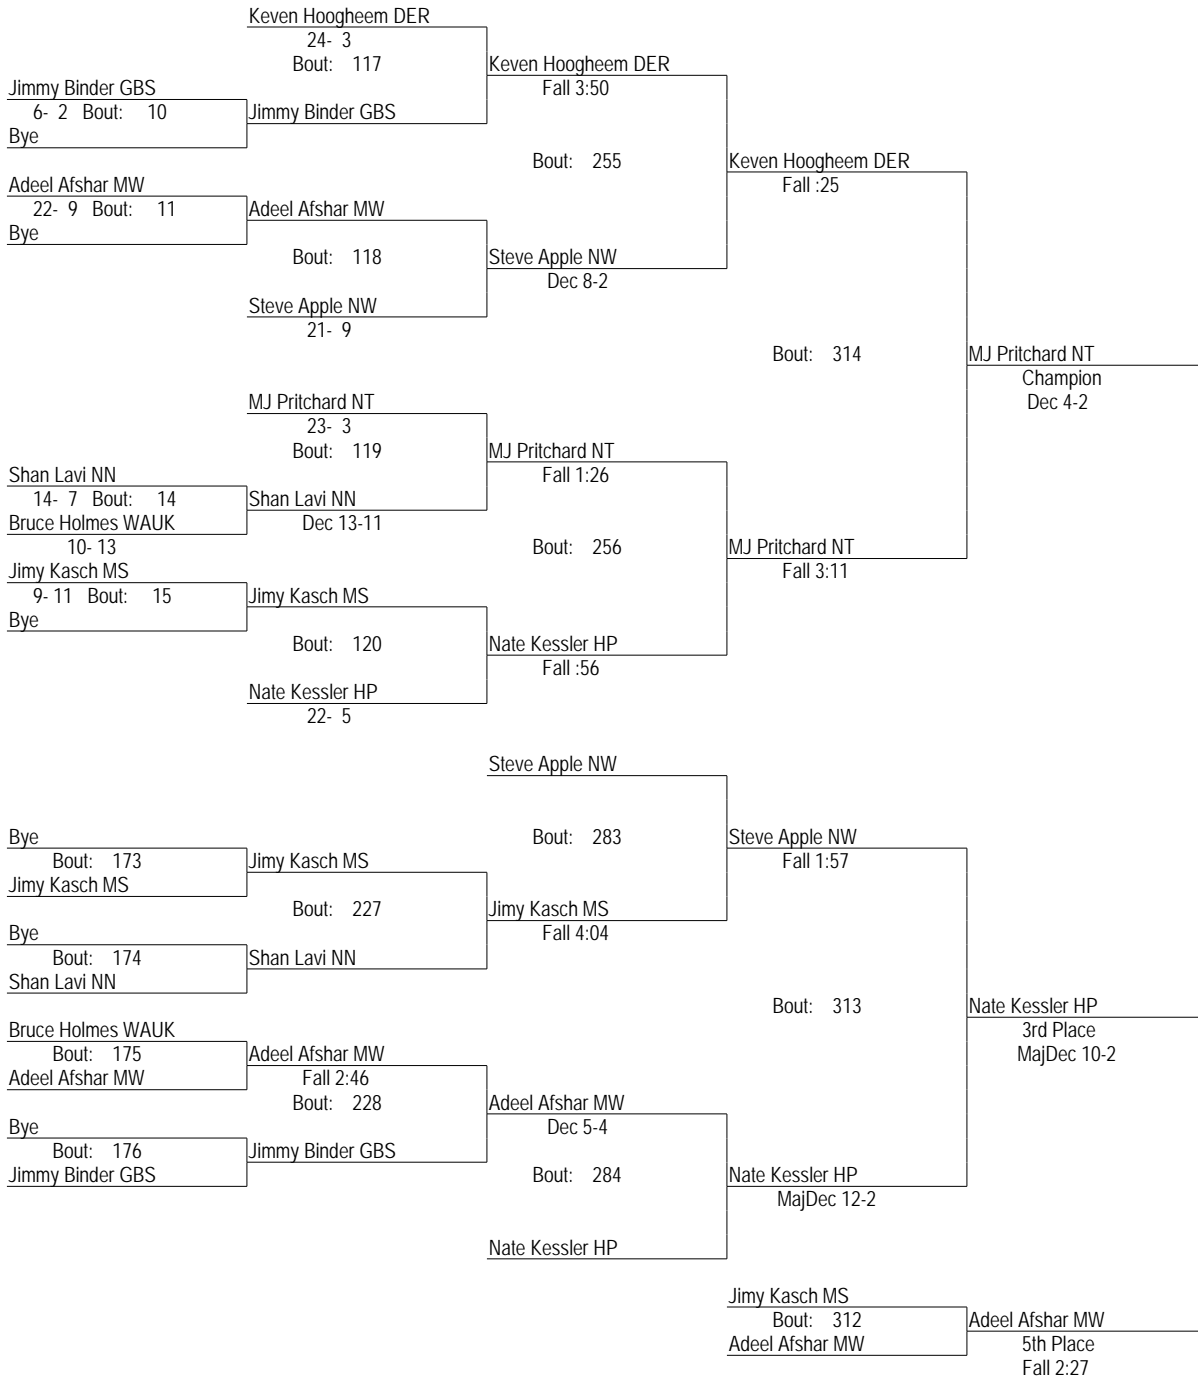 Keven Hoogheem DER
24- 3
Bout: 117
Keven Hoogheem DER
Fall 3:50
Jimmy Binder GBS
6- 2 Bout: 10
Jimmy Binder GBS
Bye
Bout: 255
Keven Hoogheem DER
Fall :25
Adeel Afshar MW
22- 9 Bout: 11
Adeel Afshar MW
Bye
Bout: 118
Steve Apple NW
Dec 8-2
Steve Apple NW
21- 9
Bout: 314
MJ Pritchard NT
Champion
Dec 4-2
MJ Pritchard NT
23- 3
Bout: 119
MJ Pritchard NT
Fall 1:26
Shan Lavi NN
14- 7 Bout: 14
Shan Lavi NN
Bruce Holmes WAUK
Dec 13-11
10- 13
Bout: 256
MJ Pritchard NT
Fall 3:11
Jimy Kasch MS
9- 11 Bout: 15
Jimy Kasch MS
Bye
Bout: 120
Nate Kessler HP
Fall :56
Nate Kessler HP
22- 5
Steve Apple NW
Bye
Bout: 283
Steve Apple NW
Bout: 173
Jimy Kasch MS
Fall 1:57
Jimy Kasch MS
Bout: 227
Jimy Kasch MS
Fall 4:04
Bye
Bout: 174
Shan Lavi NN
Shan Lavi NN
Bout: 313
Nate Kessler HP
3rd Place
MajDec 10-2
Bruce Holmes WAUK
Bout: 175
Adeel Afshar MW
Adeel Afshar MW
Fall 2:46
Bout: 228
Adeel Afshar MW
Dec 5-4
Bye
Bout: 176
Jimmy Binder GBS
Jimmy Binder GBS
Bout: 284
Nate Kessler HP
MajDec 12-2
Nate Kessler HP
Jimy Kasch MS
Bout: 312
Adeel Afshar MW
Adeel Afshar MW
5th Place
Fall 2:27